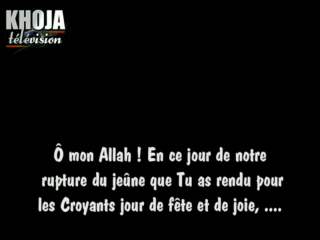 KHOJA
télévision
Ô mon Allah ! En ce jour de notre
rupture du jeûne que Tu as rendu pour
les Croyants jour de fête et de joie, ....